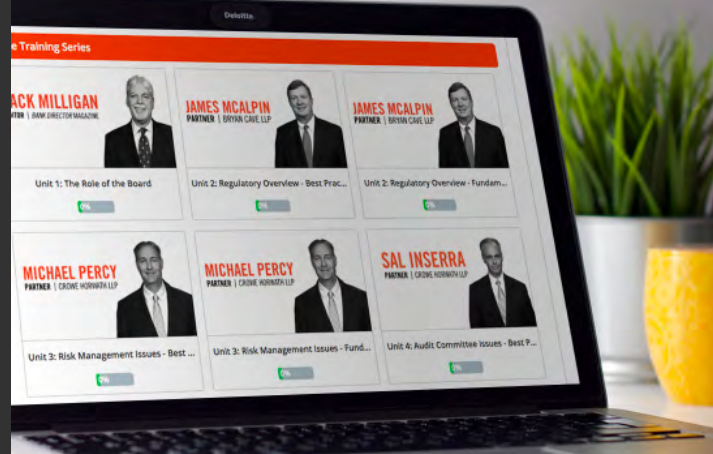 Deloitte.
e Training Series
ACK MILLIGAN
TOR | BANK DIRECTOR MAGAZINE
Unit 1: The Role of the Board
0%
JAMES MCALPIN
PARTNER | BRYAN CAVE LLP
Unit 2: Regulatory Overview - Best Prac...
0%
JAMES MCALPIN
PARTNER | BRYAN CAVE LLP
Unit 2: Regulatory Overview - Fundam...
0%
MICHAEL PERCY
PARTNER | CROWE HORWATH LLP
Unit 3: Risk Management Issues - Best ...
0%
MICHAEL PERCY
PARTNER | CROWE HORWATH LLP
Unit 3: Risk Management Issues - Fund...
0%
SAL INSERRA
PARTNER | CROWE HORWATH LLP
Unit 4: Audit Committee Issues - Best P...
0%